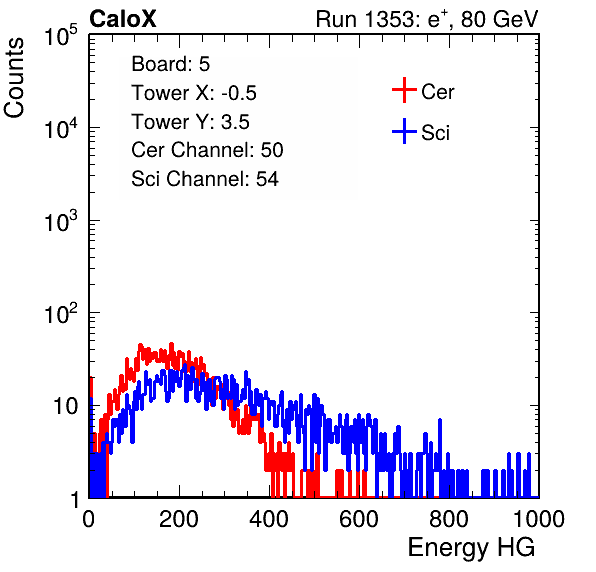 CaloX Run 1353: e⁺, 80 GeV
Counts
Board: 5
Tower X: -0.5
Tower Y: 3.5
Cer Channel: 50
Sci Channel: 54
Cer
Sci
10⁵
10⁴
10³
10²
10
1
0 200 400 600 800 1000
Energy HG